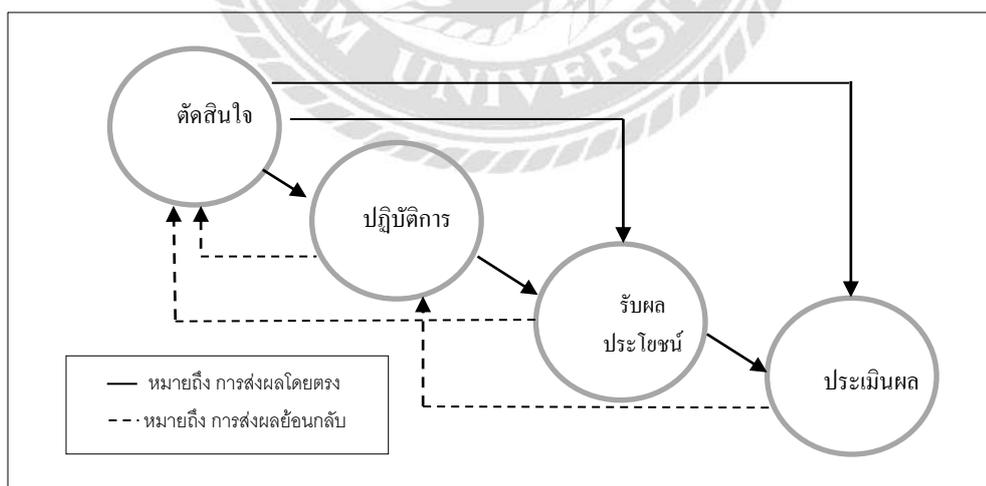 UNIVERSI
ตัดสินใจ
ปฏิบัติการ
รับผล
ประโยชน์
ประเมินผล
หมายถึง การส่งผลโดยตรง
หมายถึง การส่งผลย้อนกลับ